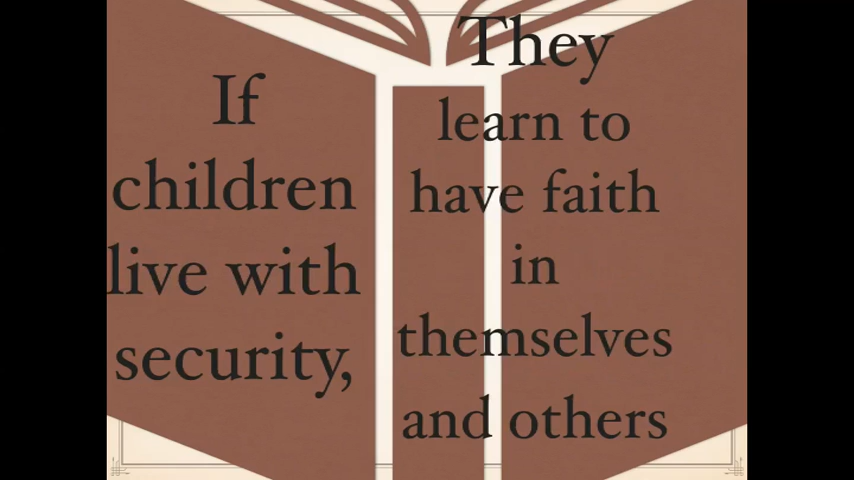 If
children
live with
security,
They
learn to
have faith
in
themselves
and others